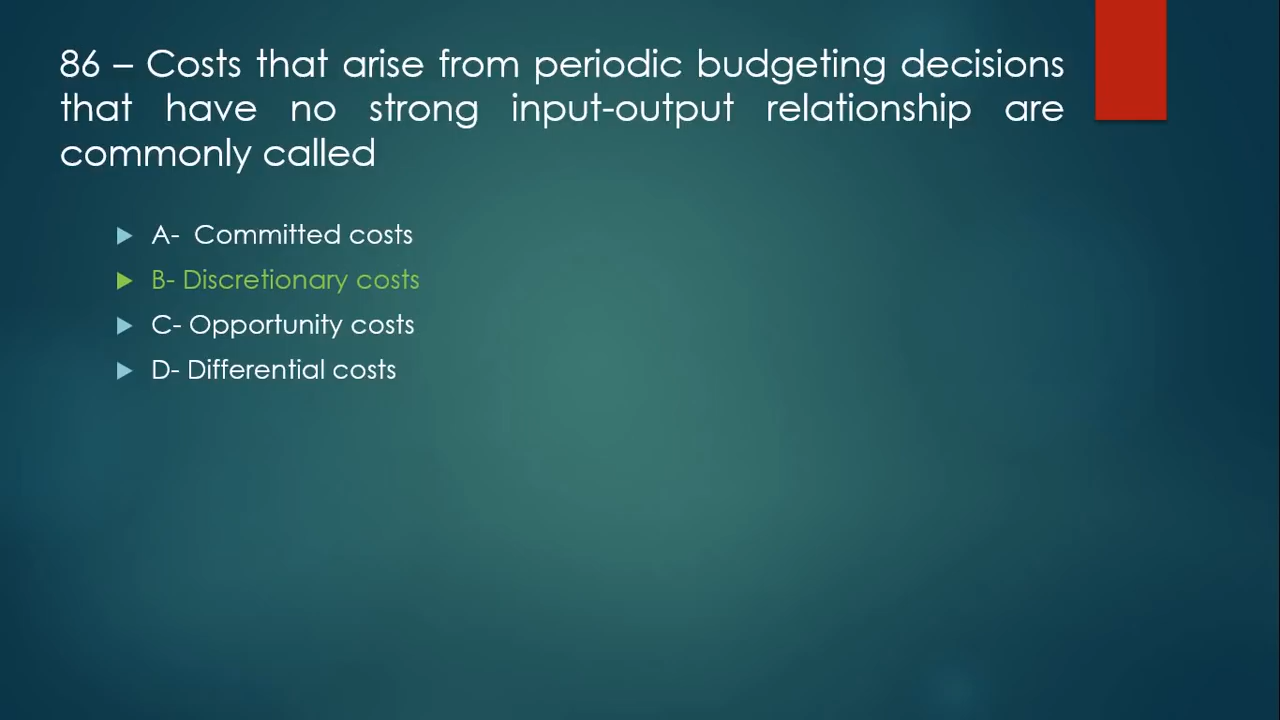 86 – Costs that arise from periodic budgeting decisions
that have no strong input-output relationship are
commonly called
A- Committed costs
B- Discretionary costs
C- Opportunity costs
D- Differential costs